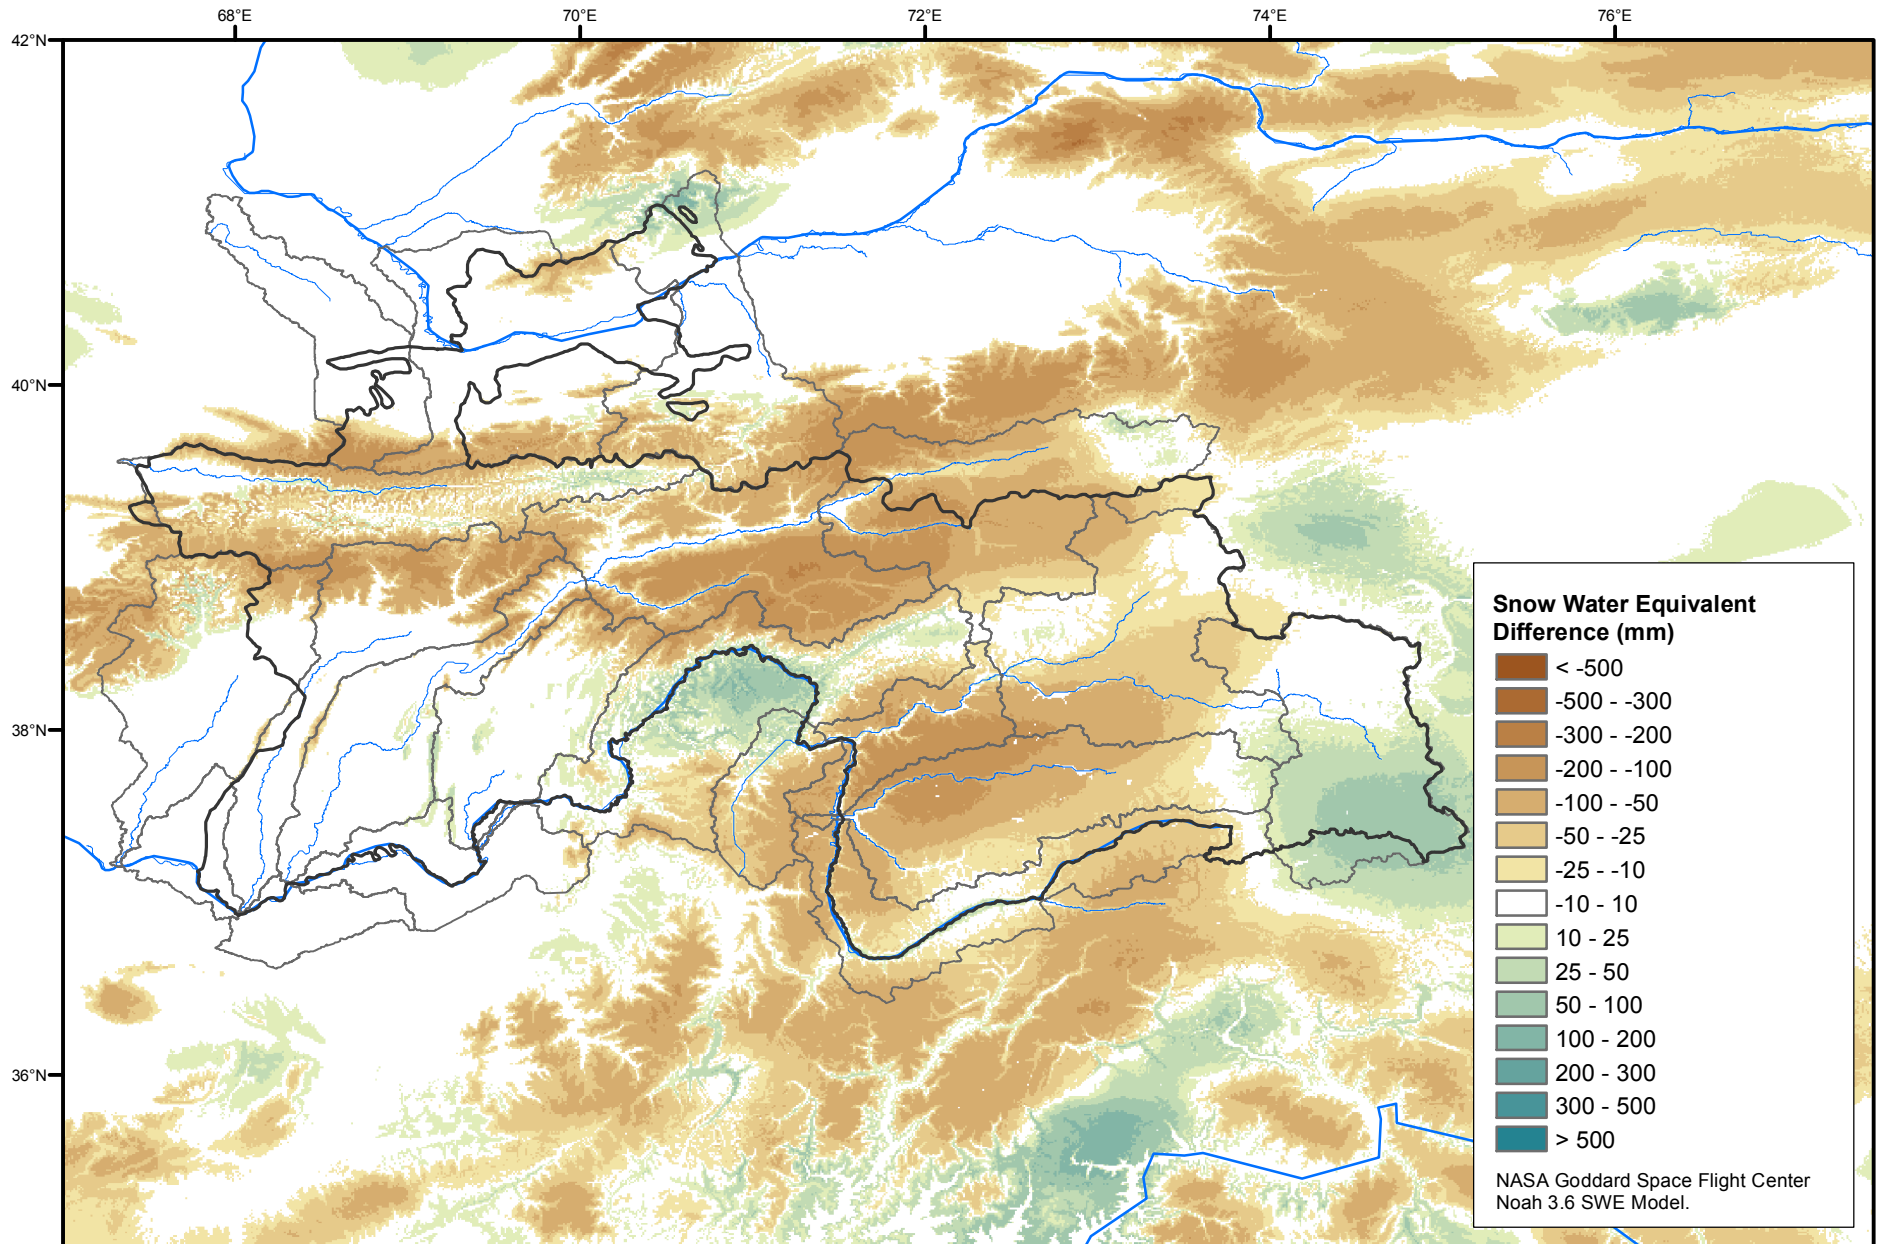 68°E 70°E 72°E 74°E 76°E
42°N
40°N
38°N
36°N
Snow Water Equivalent
Difference (mm)
< -500
-500 - -300
-300 - -200
-200 - -100
-100 - -50
-50 - -25
-25 - -10
-10 - 10
10 - 25
25 - 50
50 - 100
100 - 200
200 - 300
300 - 500
> 500
NASA Goddard Space Flight Center
Noah 3.6 SWE Model.